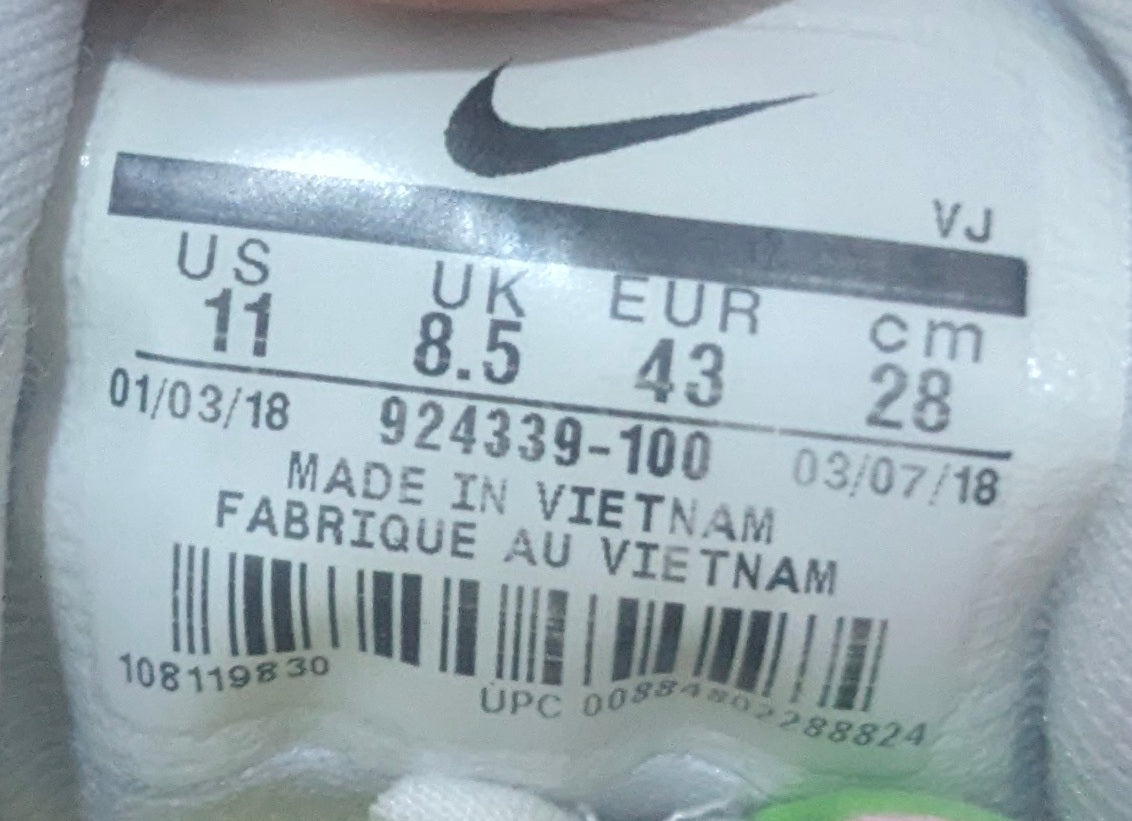 VJ
US UK EUR cm
11 8.5 43 28
01/03/18 924339-100 03/07/18
MADE IN VIETNAM
FABRIQUE AU VIETNAM
108119830 UPC 00884802288824